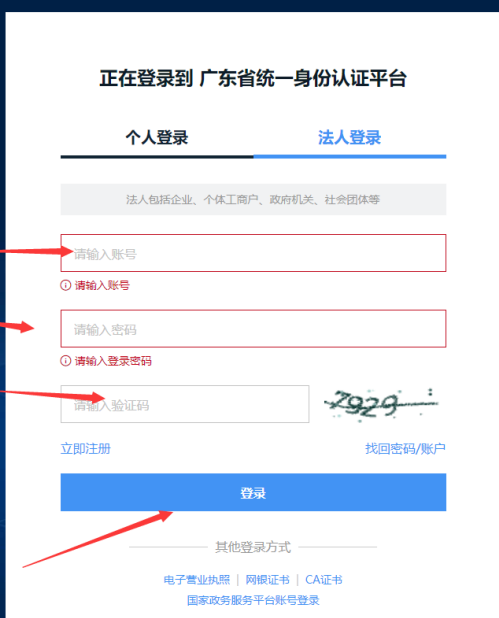 正在登录到 广东省统一身份认证平台
个人登录 法人登录
法人包括企业、个体工商户、政府机关、社会团体等
请输入账号
请输入账号
请输入密码
请输入登录密码
请输入验证码 7929
立即注册 找回密码/账户
登录
其他登录方式
电子营业执照 | 网银证书 | CA证书
国家政务服务平台账号登录